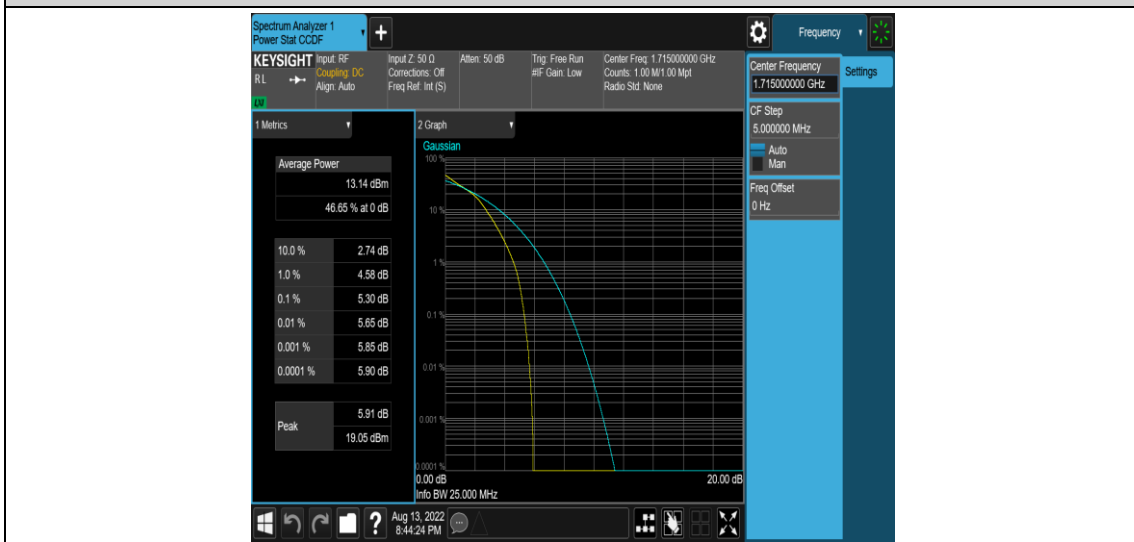 Spectrum Analyzer 1
Power Stat CCDF
Frequency
KEYSIGHT
RL
LXI
Input: RF
Coupling: DC
Align: Auto
Input Z: 50 Ω
Corrections: Off
Freq Ref: Int (S)
Atten: 50 dB
Trig: Free Run
#IF Gain: Low
Center Freq: 1.715000000 GHz
Counts: 1.00 M/1.00 Mpt
Radio Std: None
Center Frequency
1.715000000 GHz
Settings
CF Step
5.000000 MHz
Auto
Man
Freq Offset
0 Hz
1 Metrics
Average Power
13.14 dBm
46.65 % at 0 dB
10.0 % 2.74 dB
1.0 % 4.58 dB
0.1 % 5.30 dB
0.01 % 5.65 dB
0.001 % 5.85 dB
0.0001 % 5.90 dB
Peak
5.91 dB
19.05 dBm
2 Graph
Gaussian
100 %
10 %
1 %
0.1 %
0.01 %
0.001 %
0.0001 %
0.00 dB 20.00 dB
Info BW 25.000 MHz
?
Aug 13, 2022
8:44:24 PM